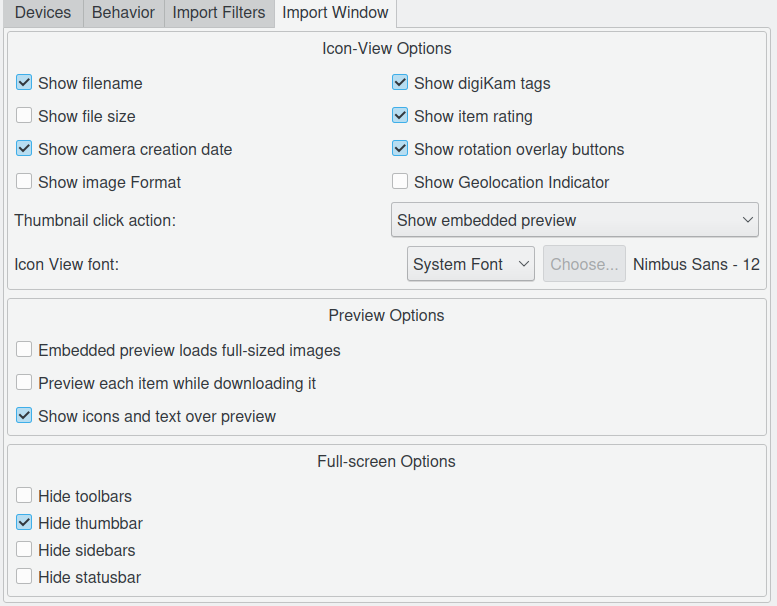 Devices Behavior Import Filters Import Window
Icon-View Options
Show filename Show digiKam tags
Show file size Show item rating
Show camera creation date Show rotation overlay buttons
Show image Format Show Geolocation Indicator
Thumbnail click action: Show embedded preview
Icon View font: System Font Choose... Nimbus Sans - 12
Preview Options
Embedded preview loads full-sized images
Preview each item while downloading it
Show icons and text over preview
Full-screen Options
Hide toolbars
Hide thumbbar
Hide sidebars
Hide statusbar